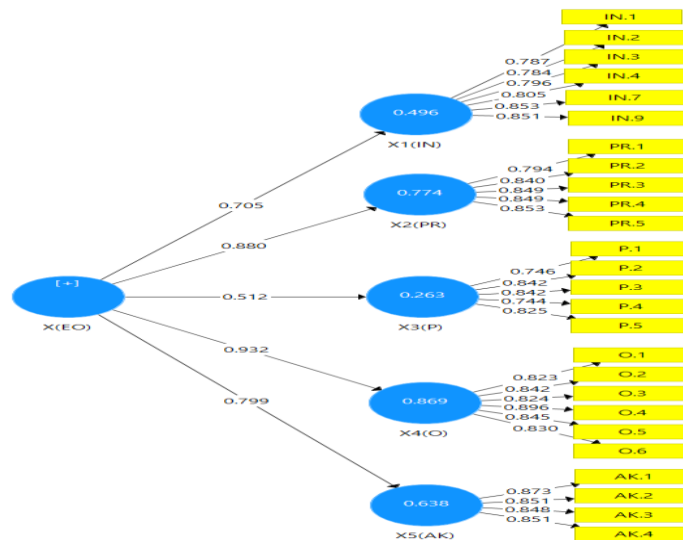 IN.1
IN.2
IN.3
IN.4
IN.7
IN.9
0.787
0.784
0.796
0.805
0.853
0.851
0.496
X1(IN)
PR.1
PR.2
PR.3
PR.4
PR.5
0.794
0.840
0.849
0.849
0.853
0.774
X2(PR)
0.705
0.880
[+]
X(EO)
0.512
0.932
0.799
P.1
P.2
P.3
P.4
P.5
0.746
0.842
0.842
0.744
0.825
0.263
X3(P)
O.1
O.2
O.3
O.4
O.5
O.6
0.823
0.842
0.824
0.896
0.845
0.830
0.869
X4(O)
AK.1
AK.2
AK.3
AK.4
0.873
0.851
0.848
0.851
0.638
X5(AK)